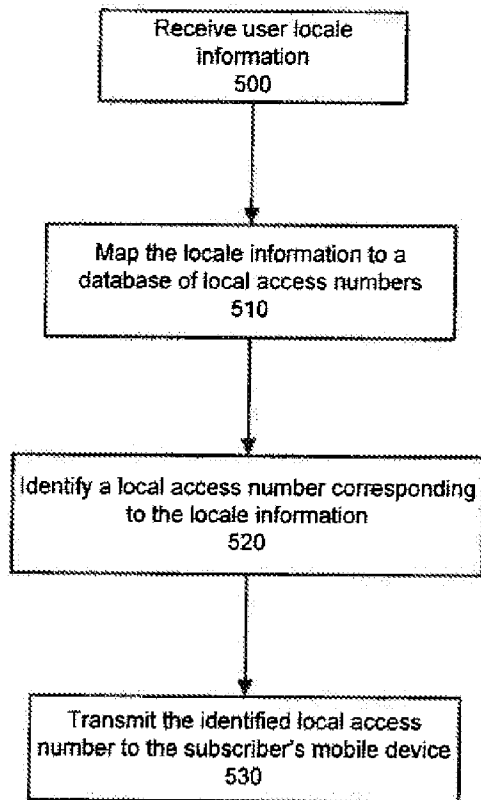 Receive user locale
information
500
Map the locale information to a
database of local access numbers
510
Identify a local access number corresponding
to the locale information
520
Transmit the identified local access
number to the subscriber's mobile device
530